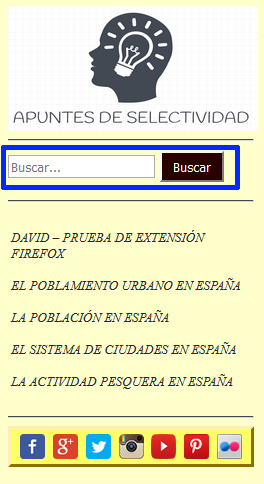 APUNTES DE SELECTIVIDAD
Buscar...
Buscar
DAVID – PRUEBA DE EXTENSIÓN
FIREFOX
EL POBLAMIENTO URBANO EN ESPAÑA
LA POBLACIÓN EN ESPAÑA
EL SISTEMA DE CIUDADES EN ESPAÑA
LA ACTIVIDAD PESQUERA EN ESPAÑA